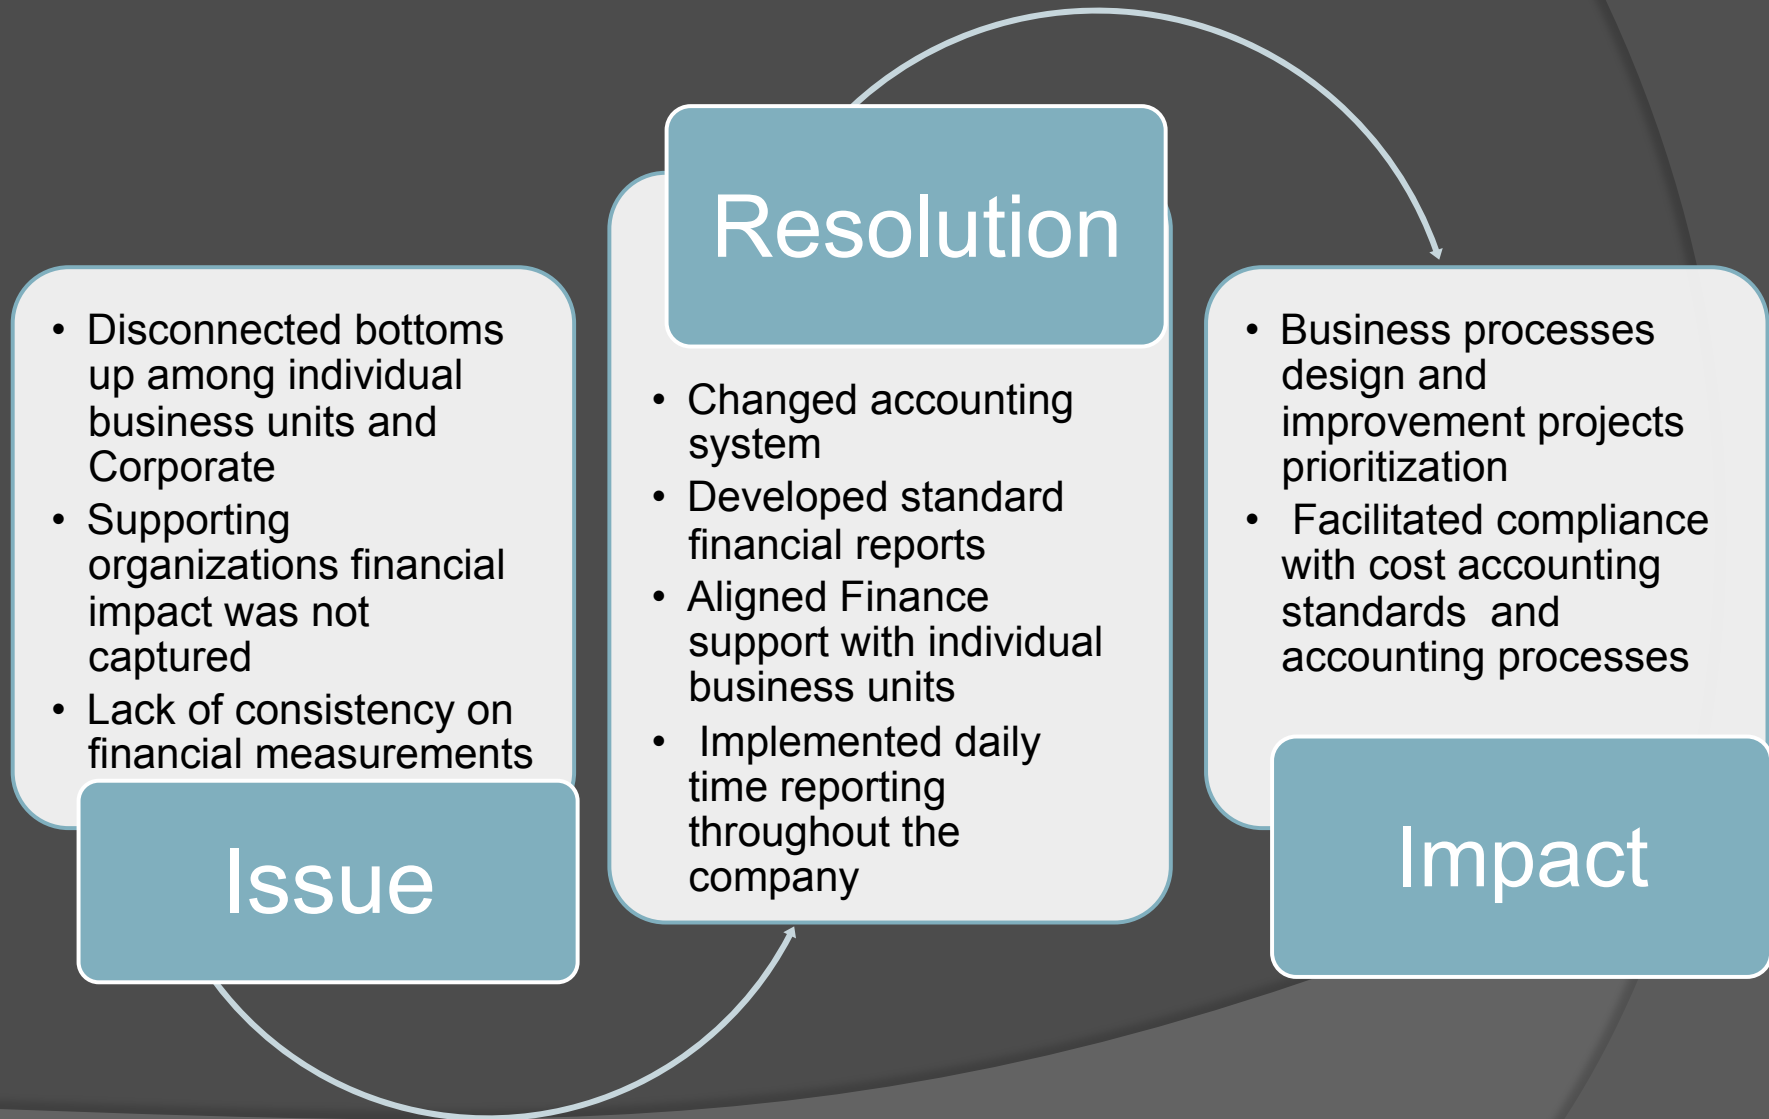 • Disconnected bottoms
up among individual
business units and
Corporate
• Supporting
organizations financial
impact was not
captured
• Lack of consistency on
financial measurements
Issue
Resolution
• Changed accounting
system
• Developed standard
financial reports
• Aligned Finance
support with individual
business units
• Implemented daily
time reporting
throughout the
company
• Business processes
design and
improvement projects
prioritization
• Facilitated compliance
with cost accounting
standards and
accounting processes
Impact